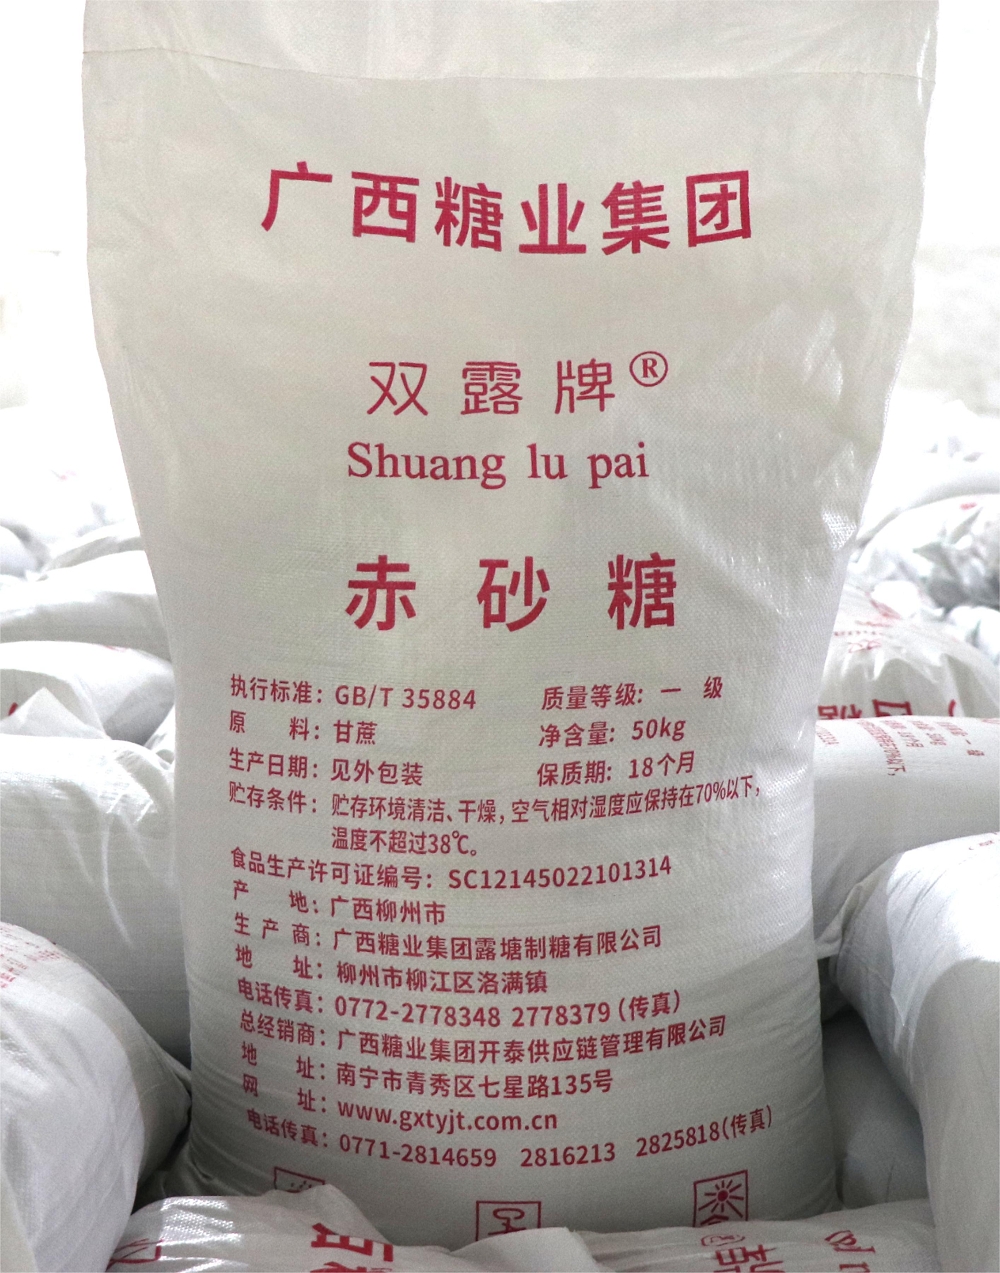 广西糖业集团
双露牌®
Shuang lu pai
赤砂糖
执行标准：GB/T 35884 质量等级：一 级
原 料：甘蔗 净含量：50kg
生产日期：见外包装 保质期：18个月
贮存条件：贮存环境清洁、干燥，空气相对湿度应保持在70%以下，
温度不超过38℃。
食品生产许可证编号：SC12145022101314
产 地：广西柳州市
生 产 商：广西糖业集团露塘制糖有限公司
地 址：柳州市柳江区洛满镇
电话传真：0772-2778348 2778379（传真）
总经销商：广西糖业集团开泰供应链管理有限公司
地 址：南宁市青秀区七星路135号
网 址：www.gxtyjt.com.cn
电话传真：0771-2814659 2816213 2825818（传真）